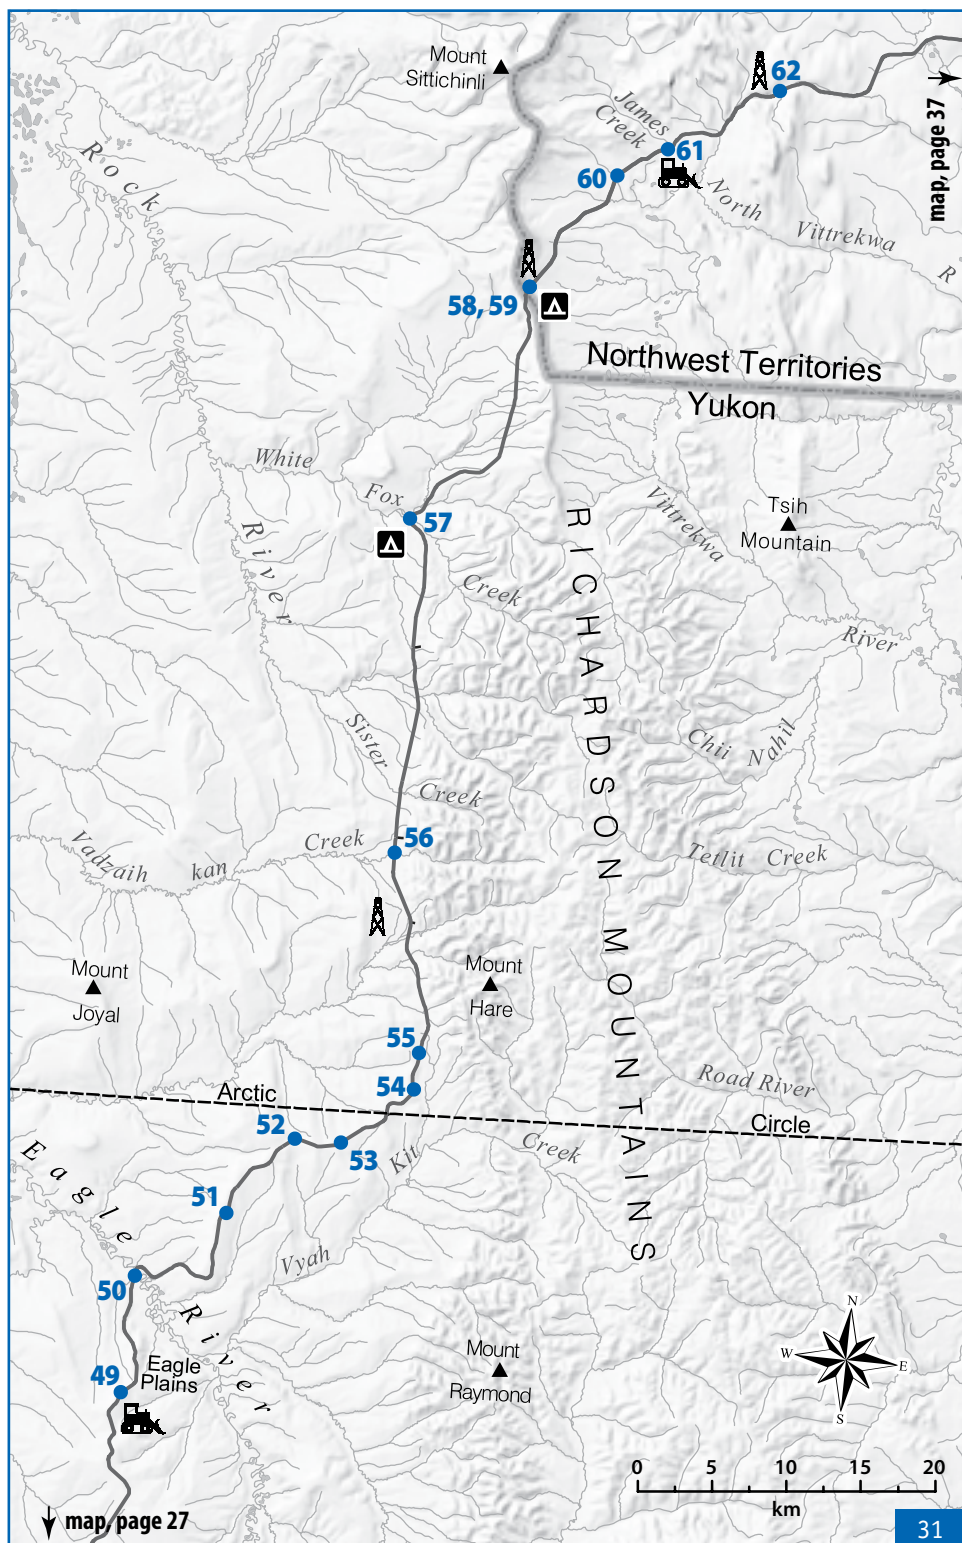 Mount
Sittichinli
62
map, page 37
James
Creek
61
60
North
Vittrekwa
R
Rock
58, 59
Northwest Territories
Yukon
White
Fox
57
Creek
Vittrekwa
Tsih
Mountain
River
River
RICHARDSON MOUNTAINS
Sister
Creek
Chii
Nahil
56
Creek
Vadzaih
kan
Tetlit Creek
Mount
Joyal
Mount
Hare
55
54
Road River
Arctic
Circle
52
53
Kit
Creek
Eagle
51
Vyah
50
River
Mount
Raymond
49
Eagle
Plains
N
W
E
S
0 5 10 15 20
km
map, page 27
31